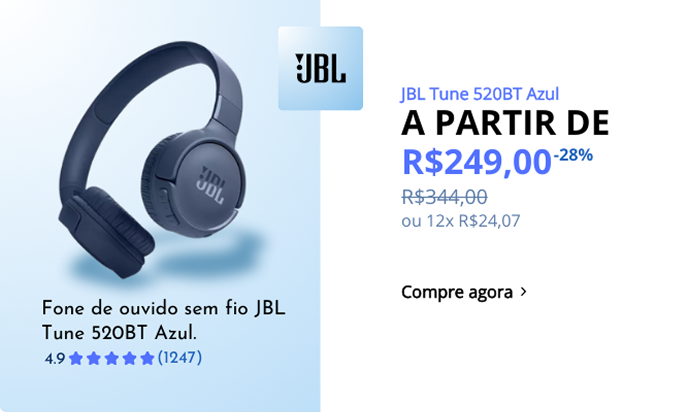 JBL
JBL
Fone de ouvido sem fio JBL
Tune 520BT Azul.
4.9 (1247)
JBL Tune 520BT Azul
A PARTIR DE
R$249,00 -28%
R$344,00
ou 12x R$24,07
Compre agora >